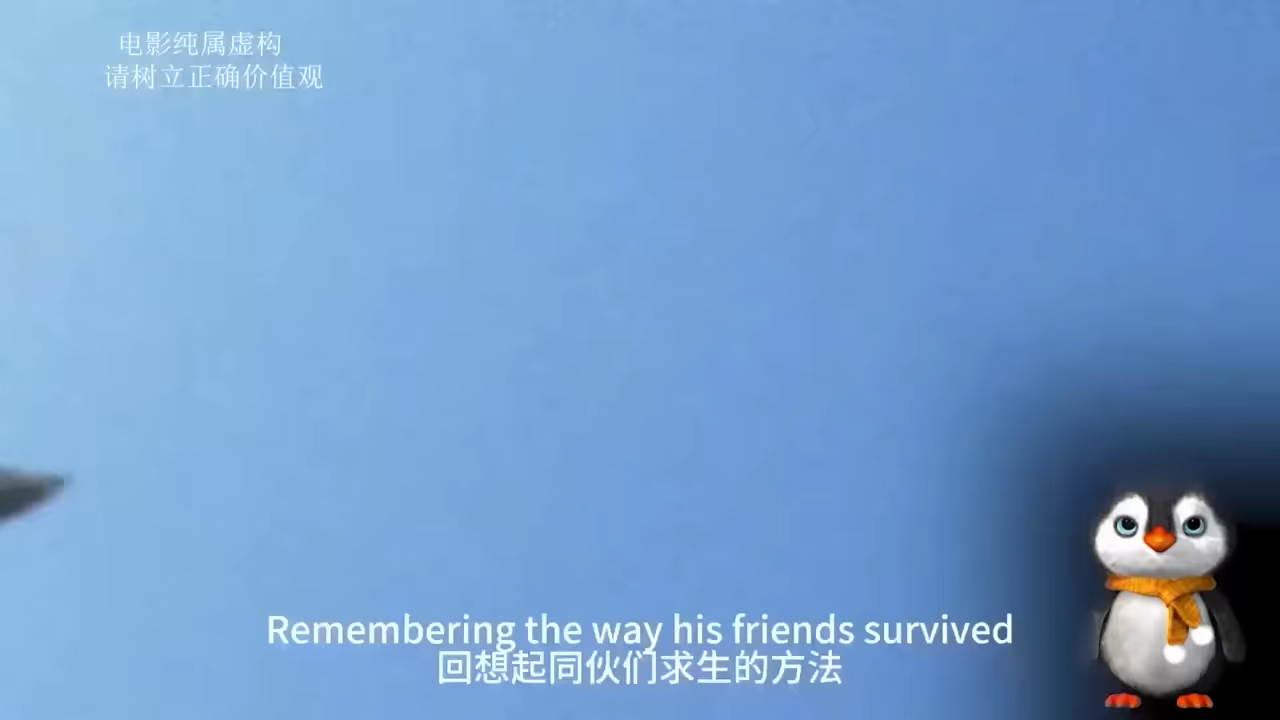 电影纯属虚构
请树立正确价值观
Remembering the way his friends survived
回想起同伙们求生的方法